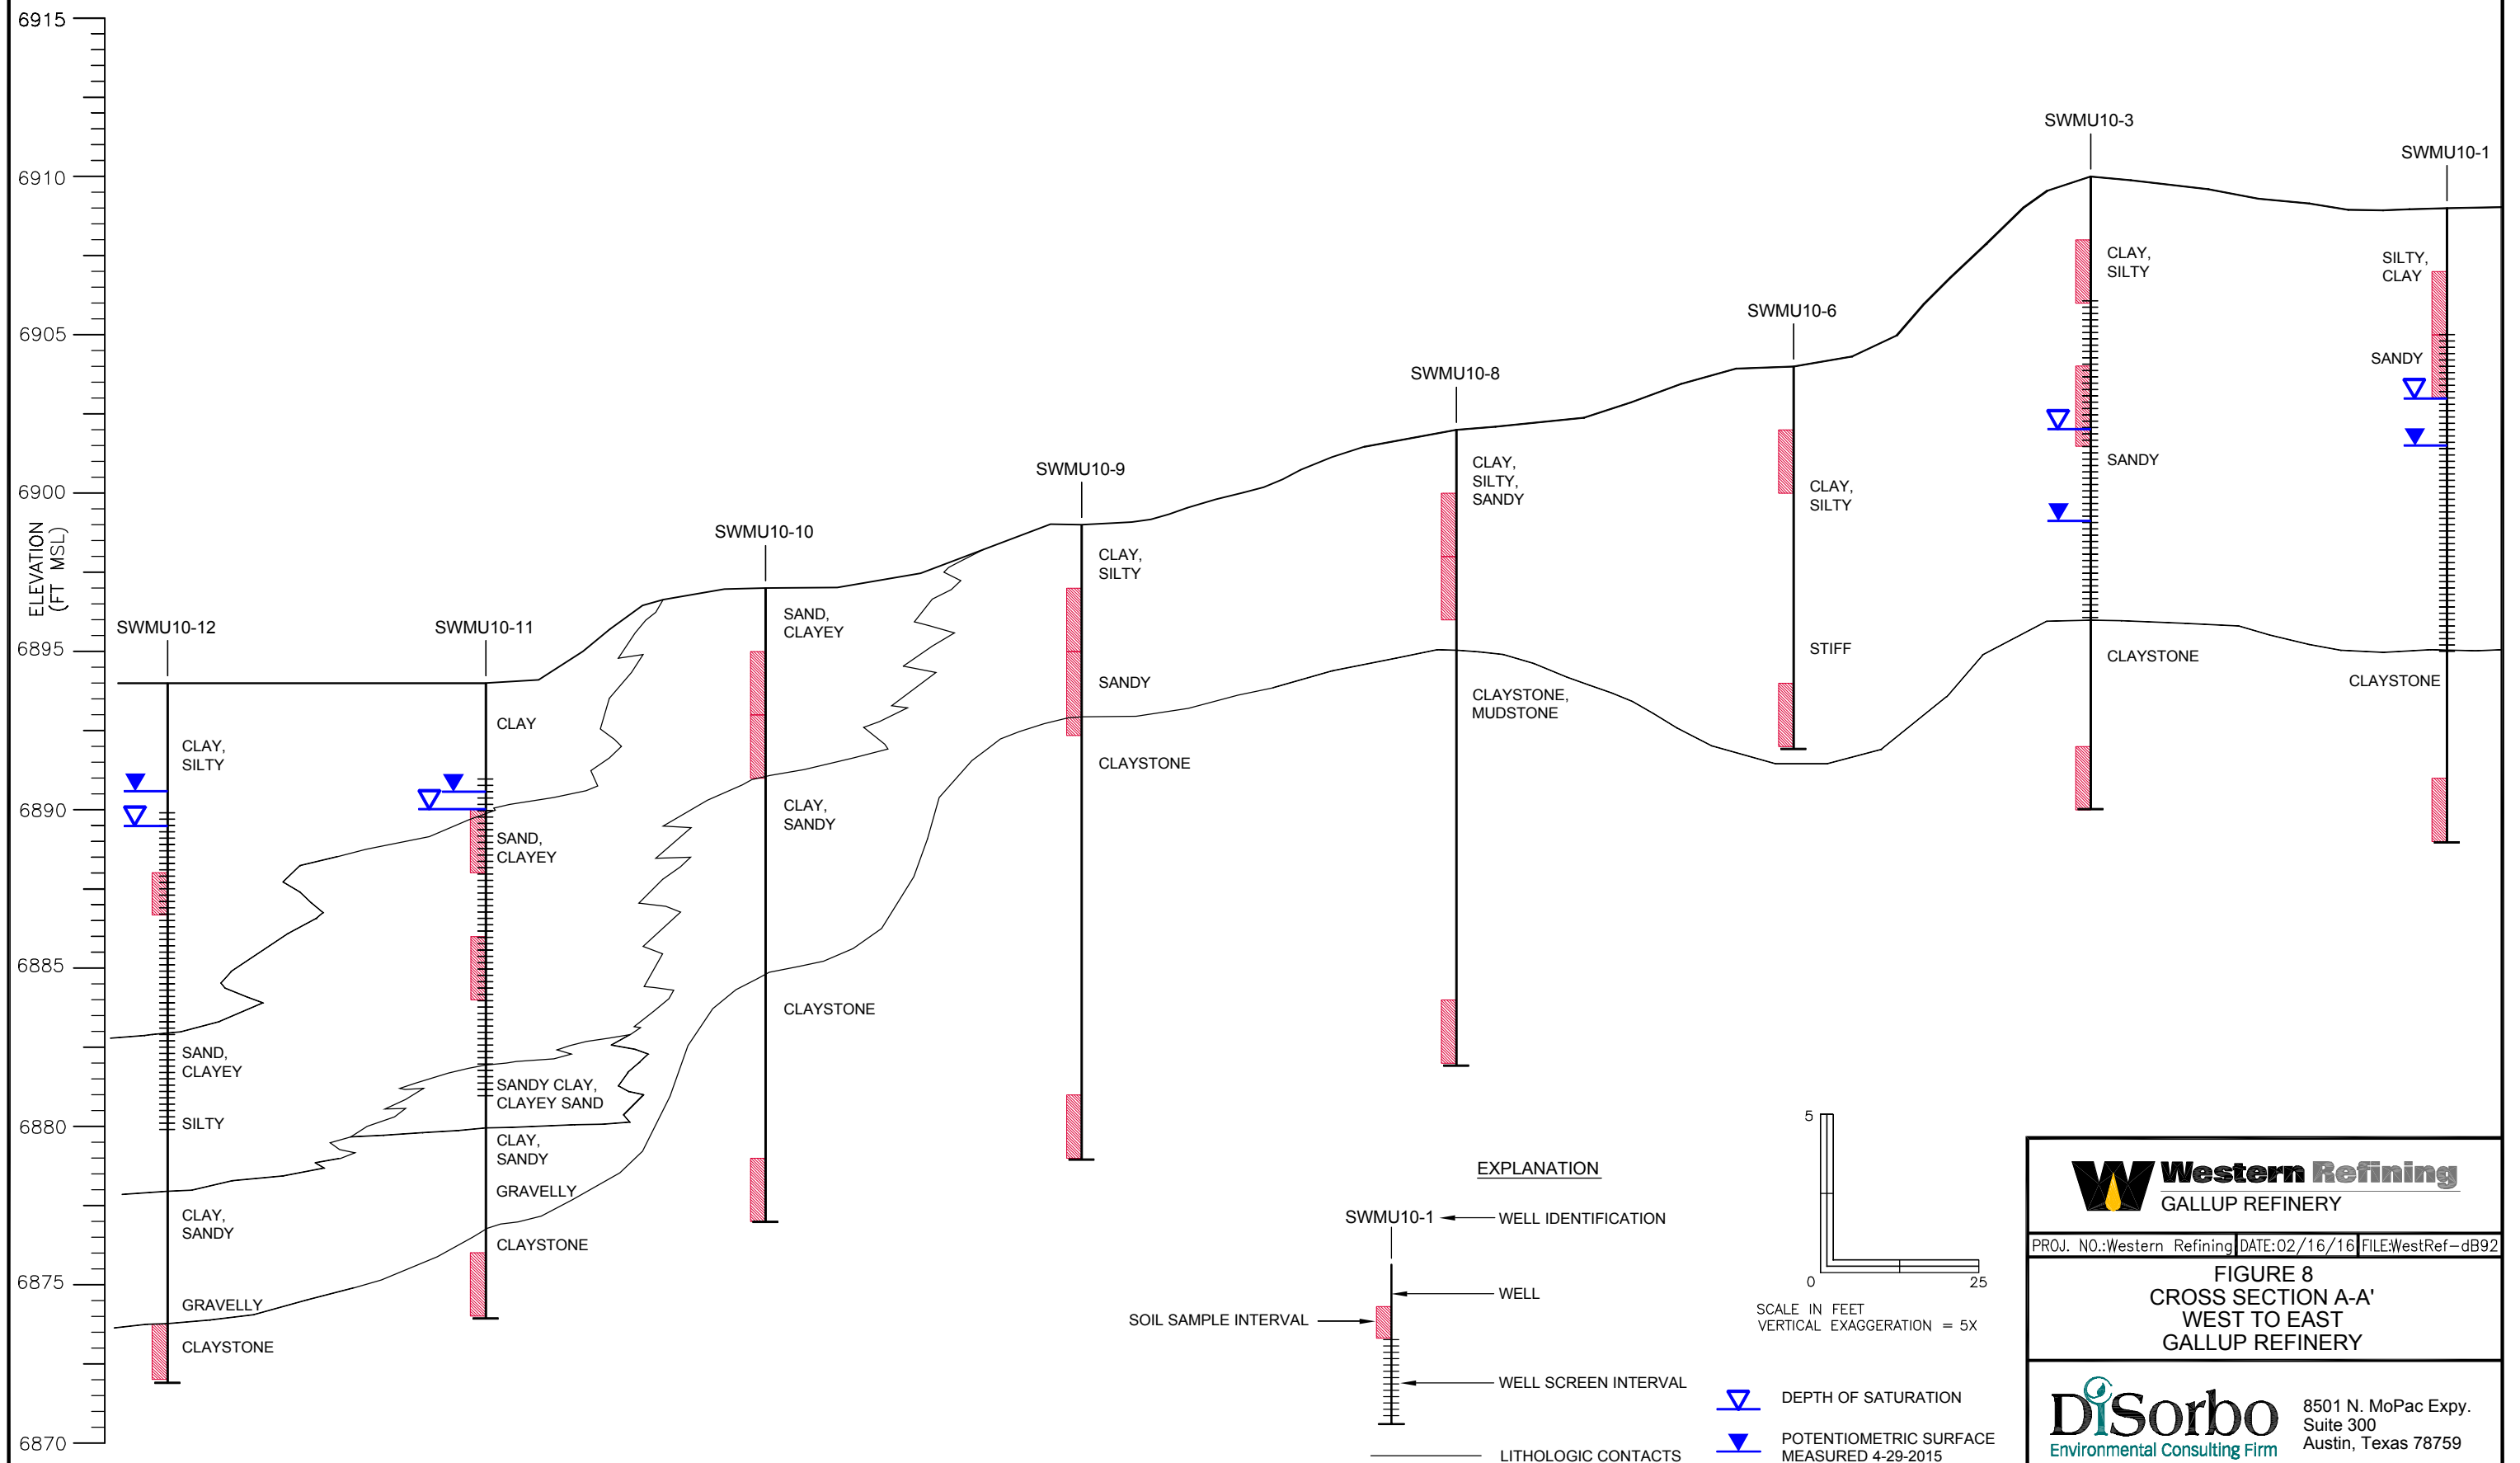 6915
6910
6905
6900
6895
6890
6885
6880
6875
6870
ELEVATION
(FT MSL)
SWMU10-12
CLAY,
SILTY
SAND,
CLAYEY
SILTY
CLAY,
SANDY
GRAVELLY
CLAYSTONE
SWMU10-11
CLAY
SAND,
CLAYEY
SANDY CLAY,
CLAYEY SAND
CLAY,
SANDY
GRAVELLY
CLAYSTONE
SWMU10-10
SAND,
CLAYEY
CLAY,
SANDY
CLAYSTONE
SWMU10-9
CLAY,
SILTY
SANDY
CLAYSTONE
SWMU10-8
CLAY,
SILTY,
SANDY
CLAYSTONE,
MUDSTONE
SWMU10-6
CLAY,
SILTY
STIFF
SWMU10-3
CLAY,
SILTY
SANDY
CLAYSTONE
SWMU10-1
SILTY,
CLAY
SANDY
CLAYSTONE
EXPLANATION
SWMU10-1
WELL IDENTIFICATION
WELL
SOIL SAMPLE INTERVAL
WELL SCREEN INTERVAL
LITHOLOGIC CONTACTS
DEPTH OF SATURATION
POTENTIOMETRIC SURFACE
MEASURED 4-29-2015
5
0
25
SCALE IN FEET
VERTICAL EXAGGERATION = 5X
Western Refining
GALLUP REFINERY
PROJ. NO.:Western Refining DATE:02/16/16 FILE:WestRef-dB92
FIGURE 8
CROSS SECTION A-A'
WEST TO EAST
GALLUP REFINERY
DiSorbo
Environmental Consulting Firm
8501 N. MoPac Expy.
Suite 300
Austin, Texas 78759